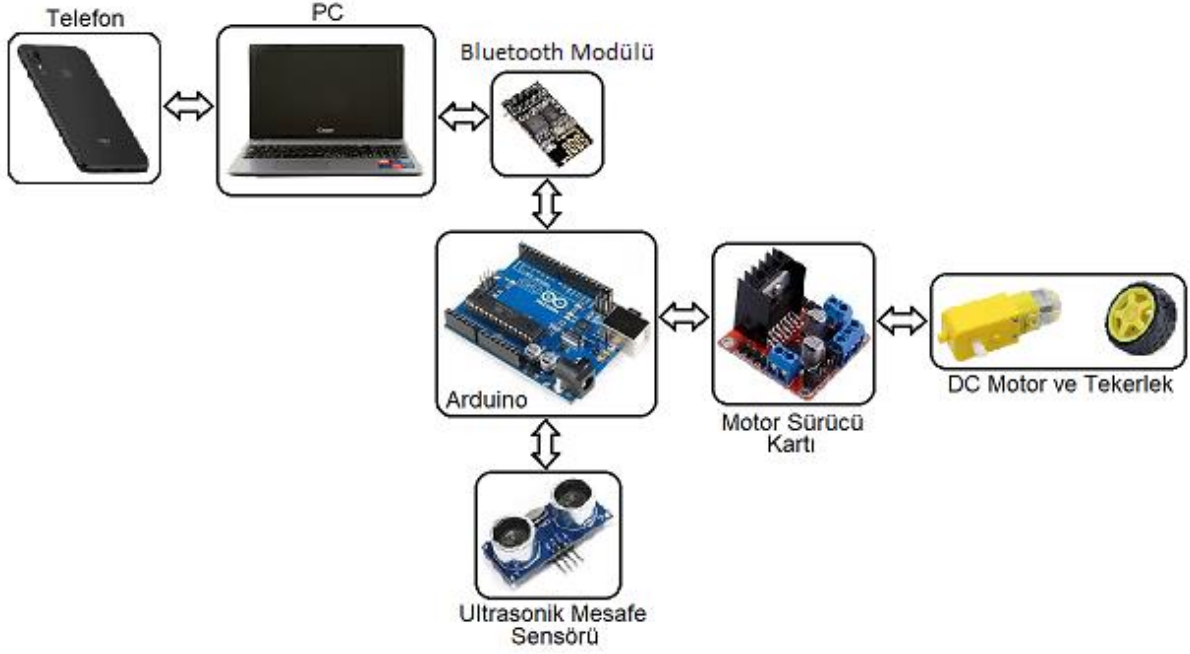 Telefon
PC
Bluetooth Modülü
Arduino
Motor Sürücü
Kartı
DC Motor ve Tekerlek
Ultrasonik Mesafe
Sensörü